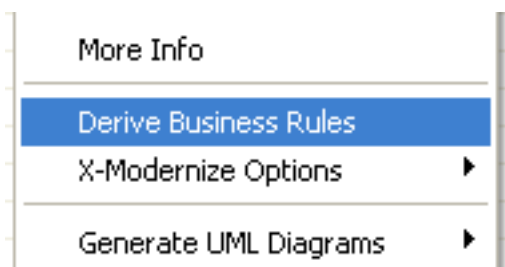 More Info
Derive Business Rules
X-Modernize Options
Generate UML Diagrams